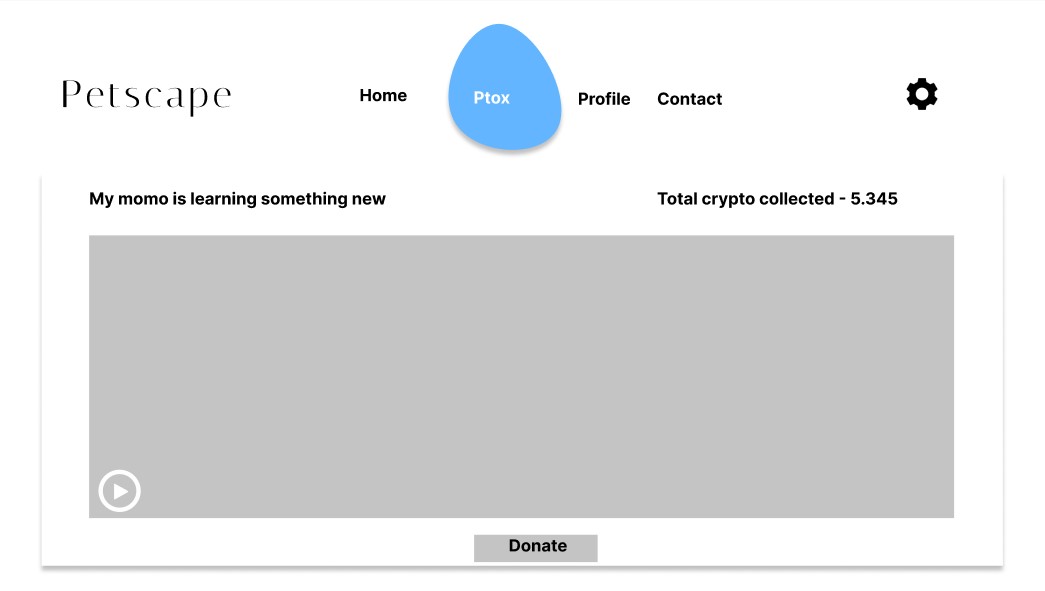 Petscape
Home
Ptox
Profile
Contact
My momo is learning something new
Total crypto collected - 5.345
Donate